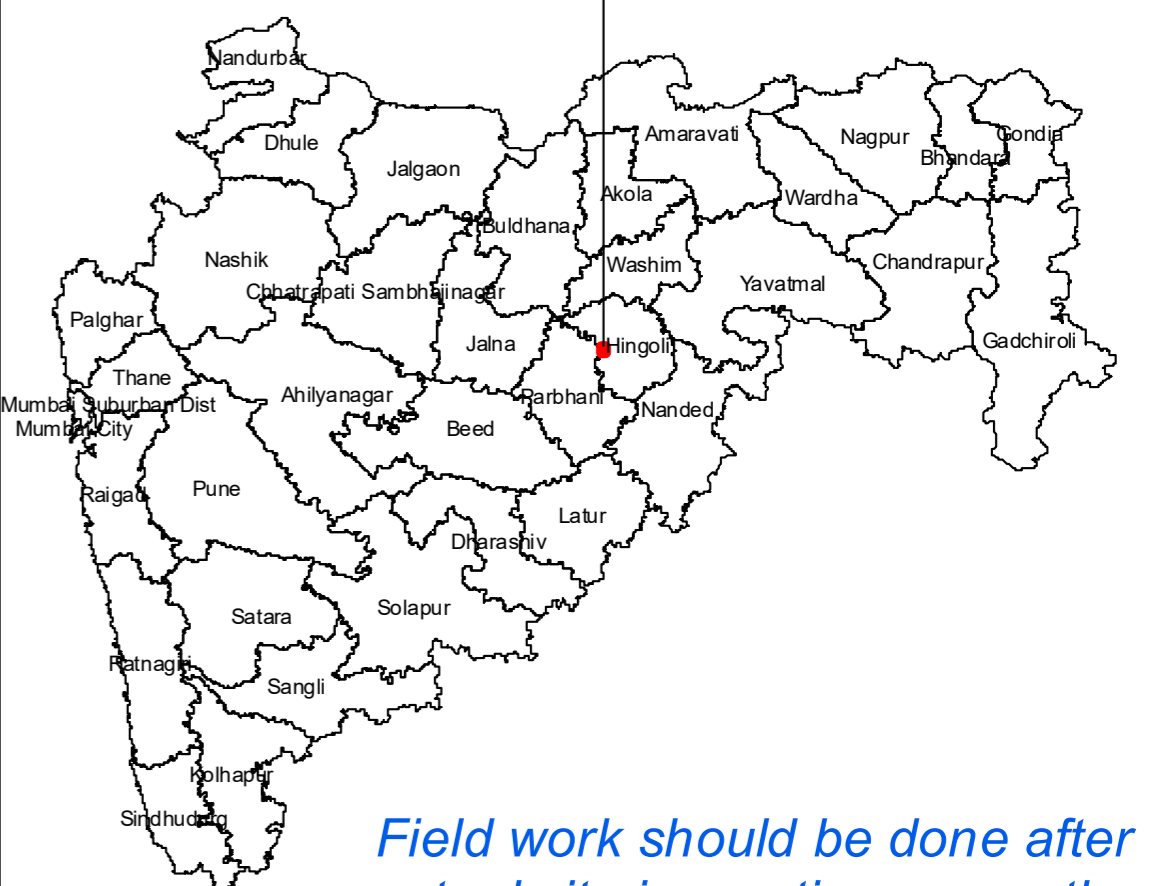 Nandurbar
Dhule
Jalgaon
Amaravati
Nagpur
Gondia
Bhandara
Akola
Wardha
Buldhana
Nashik
Washim
Chandrapur
Yavatmal
Chhatrapati Sambhajinagar
Palghar
Jalna
Hingoli
Gadchiroli
Thane
Ahilyanagar
Parbhani
Mumbai Suburban Dist
Nanded
Mumbai City
Beed
Raigad
Pune
Latur
Dharashiv
Satara
Solapur
Ratnagiri
Sangli
Kolhapur
Sindhudurg
Field work should be done after